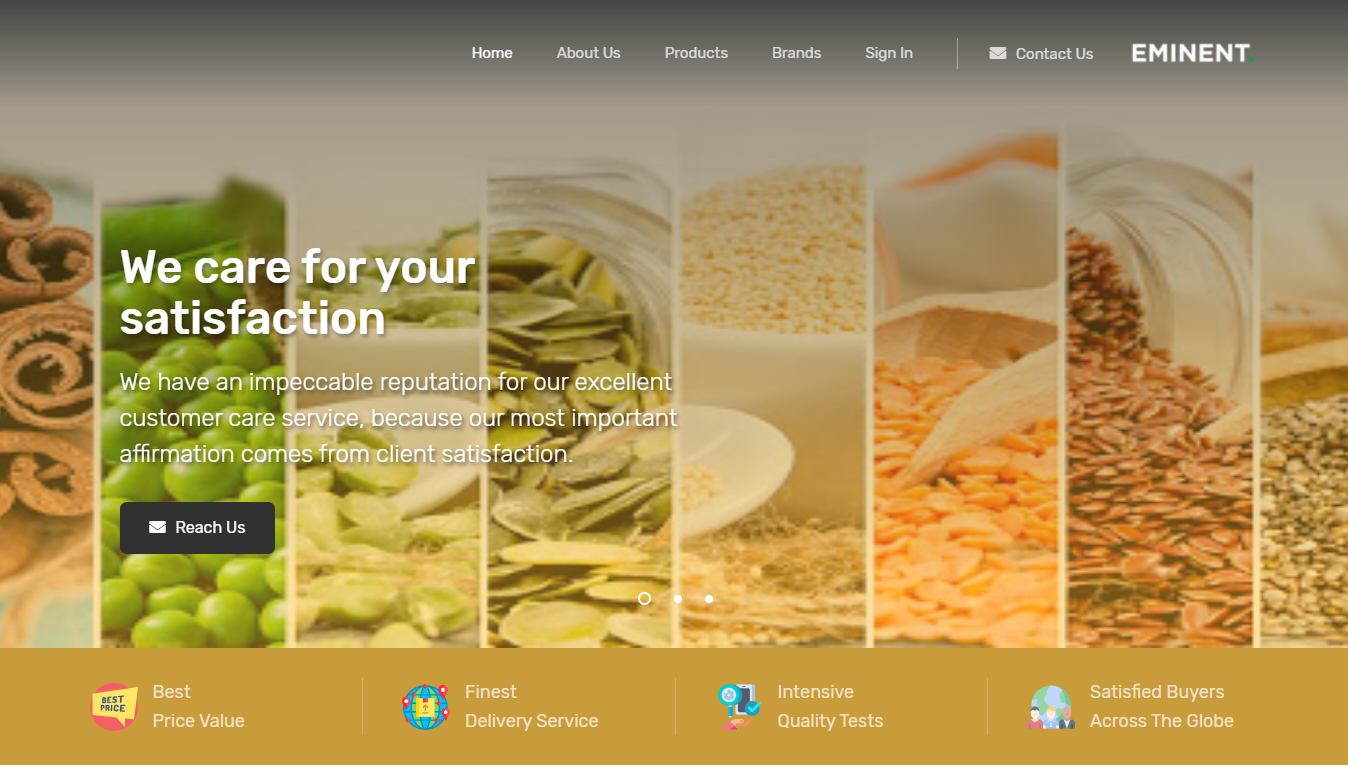 Home About Us Products Brands Sign In Contact Us EMINENT.
We care for your
satisfaction
We have an impeccable reputation for our excellent
customer care service, because our most important
affirmation comes from client satisfaction.
Reach Us
BEST
PRICE
Best
Price Value
Finest
Delivery Service
Intensive
Quality Tests
Satisfied Buyers
Across The Globe